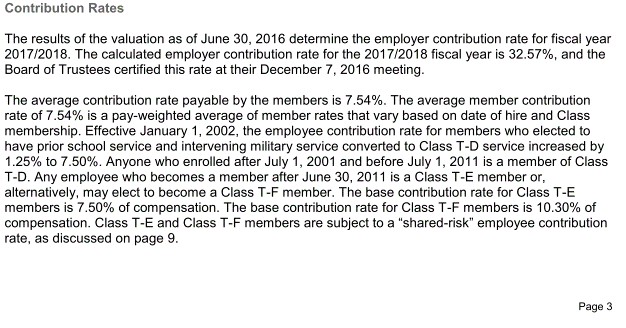 Contribution Rates
The results of the valuation as of June 30, 2016 determine the employer contribution rate for fiscal year
2017/2018. The calculated employer contribution rate for the 2017/2018 fiscal year is 32.57%, and the
Board of Trustees certified this rate at their December 7, 2016 meeting.
The average contribution rate payable by the members is 7.54%. The average member contribution
rate of 7.54% is a pay-weighted average of member rates that vary based on date of hire and Class
membership. Effective January 1, 2002, the employee contribution rate for members who elected to
have prior school service and intervening military service converted to Class T-D service increased by
1.25% to 7.50%. Anyone who enrolled after July 1, 2001 and before July 1, 2011 is a member of Class
T-D. Any employee who becomes a member after June 30, 2011 is a Class T-E member or,
alternatively, may elect to become a Class T-F member. The base contribution rate for Class T-E
members is 7.50% of compensation. The base contribution rate for Class T-F members is 10.30% of
compensation. Class T-E and Class T-F members are subject to a “shared-risk” employee contribution
rate, as discussed on page 9.
Page 3